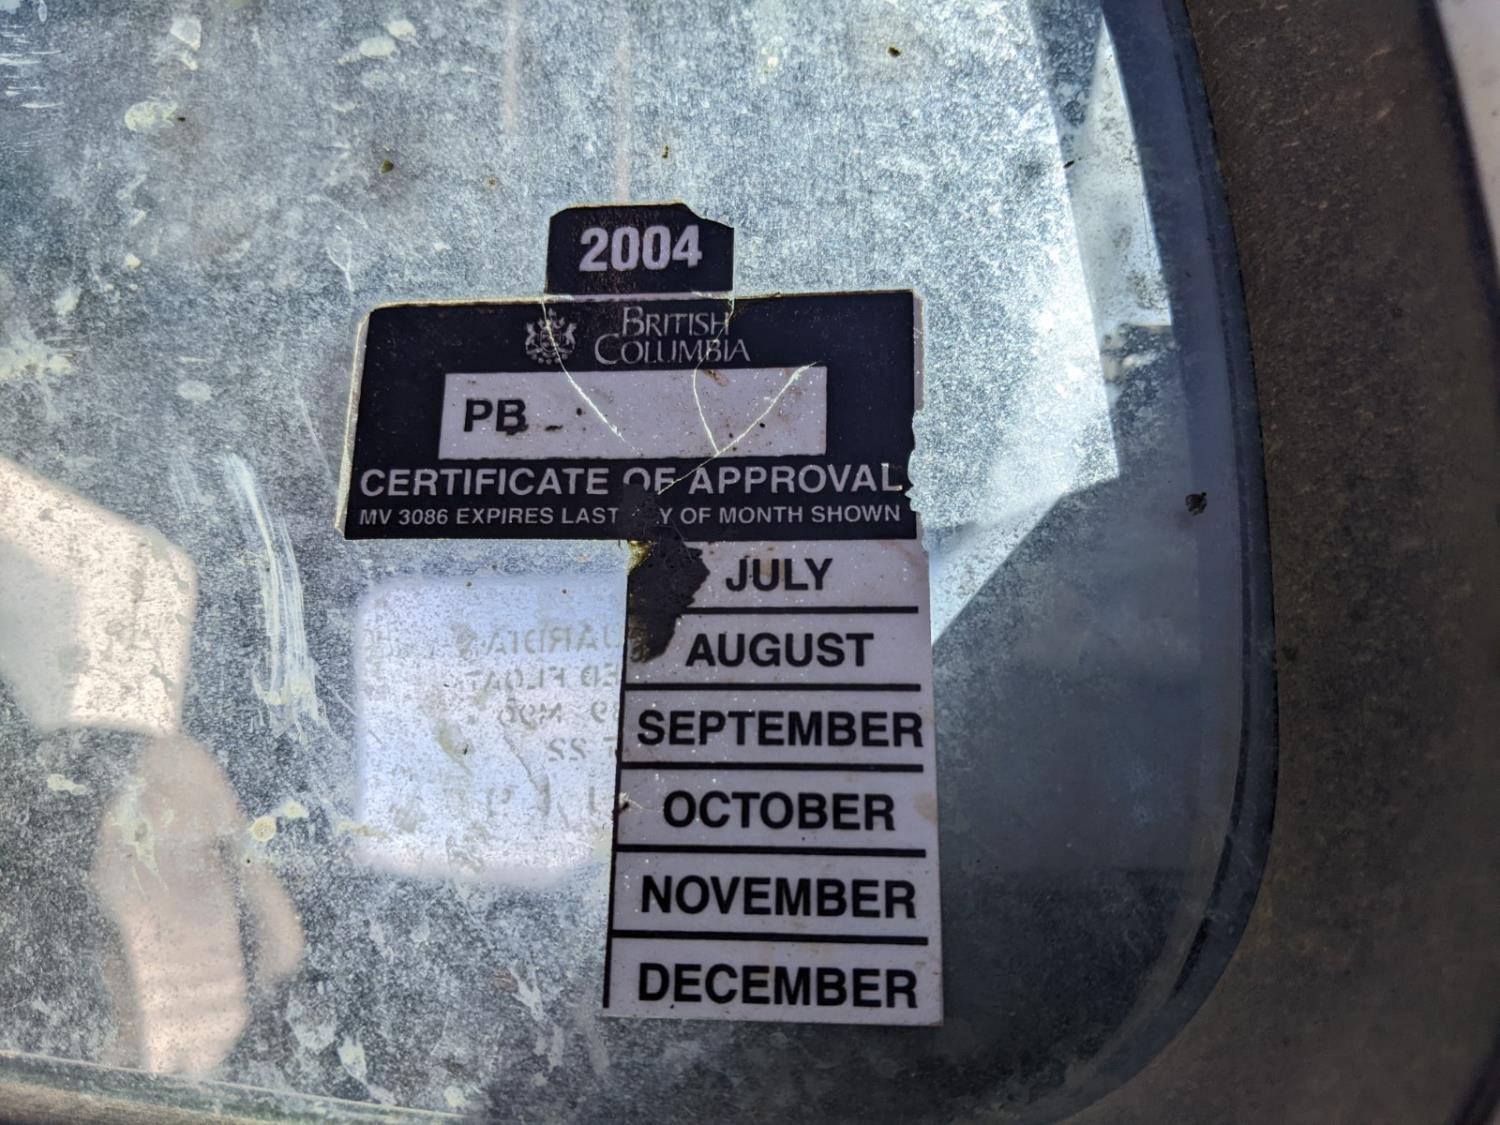 2004
BRITISH
COLUMBIA
PB
CERTIFICATE OF APPROVAL
MV 3086 EXPIRES LAST OF MONTH SHOWN
JULY
AUGUST
SEPTEMBER
OCTOBER
NOVEMBER
DECEMBER